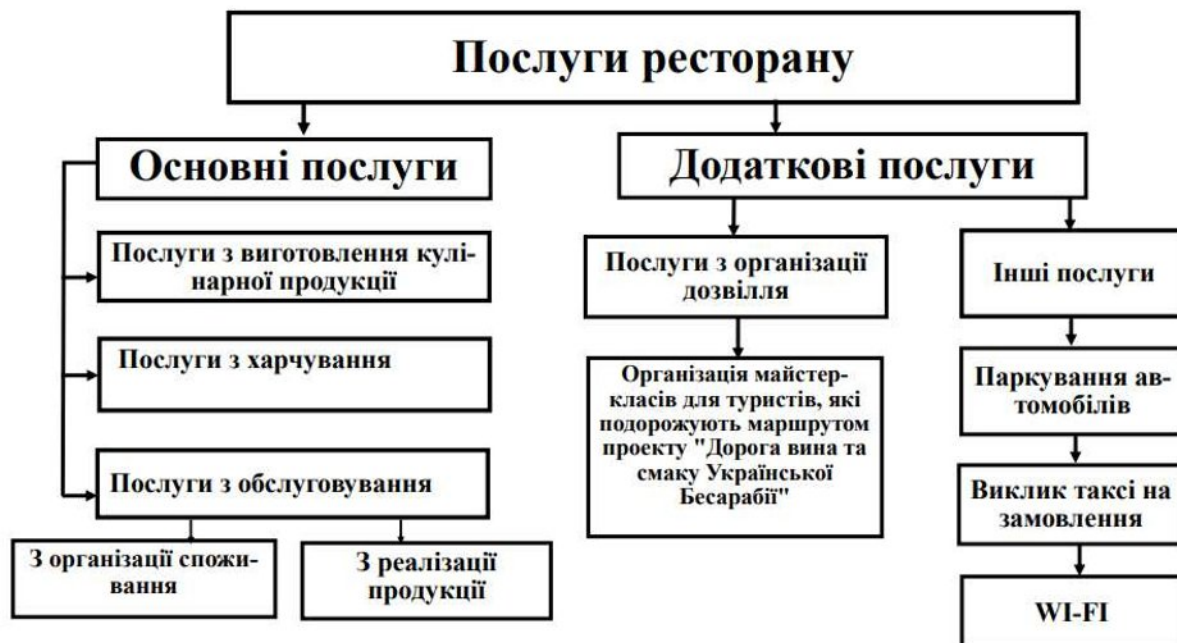 Послуги ресторану
Основні послуги
Послуги з виготовлення кулі-
нарної продукції
Послуги з харчування
Послуги з обслуговування
З організації спожи-
вання
З реалізації
продукції
Додаткові послуги
Послуги з організації
дозвілля
Організація майстер-
класів для туристів, які
подорожують маршрутом
проекту "Дорога вина та
смаку Української
Бесарабії"
Інші послуги
Паркування ав-
томобілів
Виклик таксі на
замовлення
WI-FI